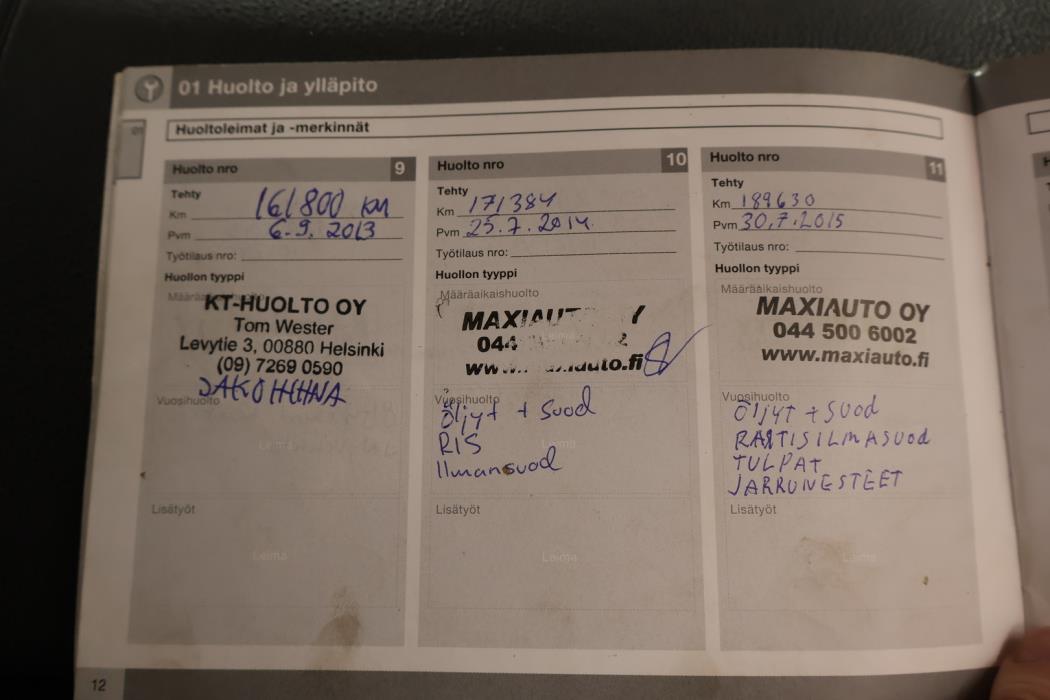 01 Huolto ja ylläpito
01
Huoltoleimat ja -merkinnät
Huolto nro 9
Tehty
Km 161800 km
Pvm 6.9. 2013
Työtilaus nro:
Huollon tyyppi
KT-HUOLTO OY
Tom Wester
Levytie 3, 00880 Helsinki
(09) 7269 0590
JAKOHIHNA
Vuosihuolto
Leima
Lisätyöt
Leima
Huolto nro 10
Tehty
Km 171384
Pvm 25.7.2014.
Työtilaus nro:
Huollon tyyppi
Määräaikaishuolto
MAXIAUTO OY
044
www.maxiauto.fi
Vuosihuolto
Öljyt + Suod
RIS
Ilmansuod
Leima
Lisätyöt
Leima
Huolto nro 11
Tehty
Km 189630
Pvm 30.7.2015
Työtilaus nro:
Huollon tyyppi
Määräaikaishuolto
MAXIAUTO OY
044 500 6002
www.maxiauto.fi
Vuosihuolto
Öljyt + Suod
RAITISILMASUOD
TULPAT
JARRUNESTEET
Lisätyöt
Leima
12